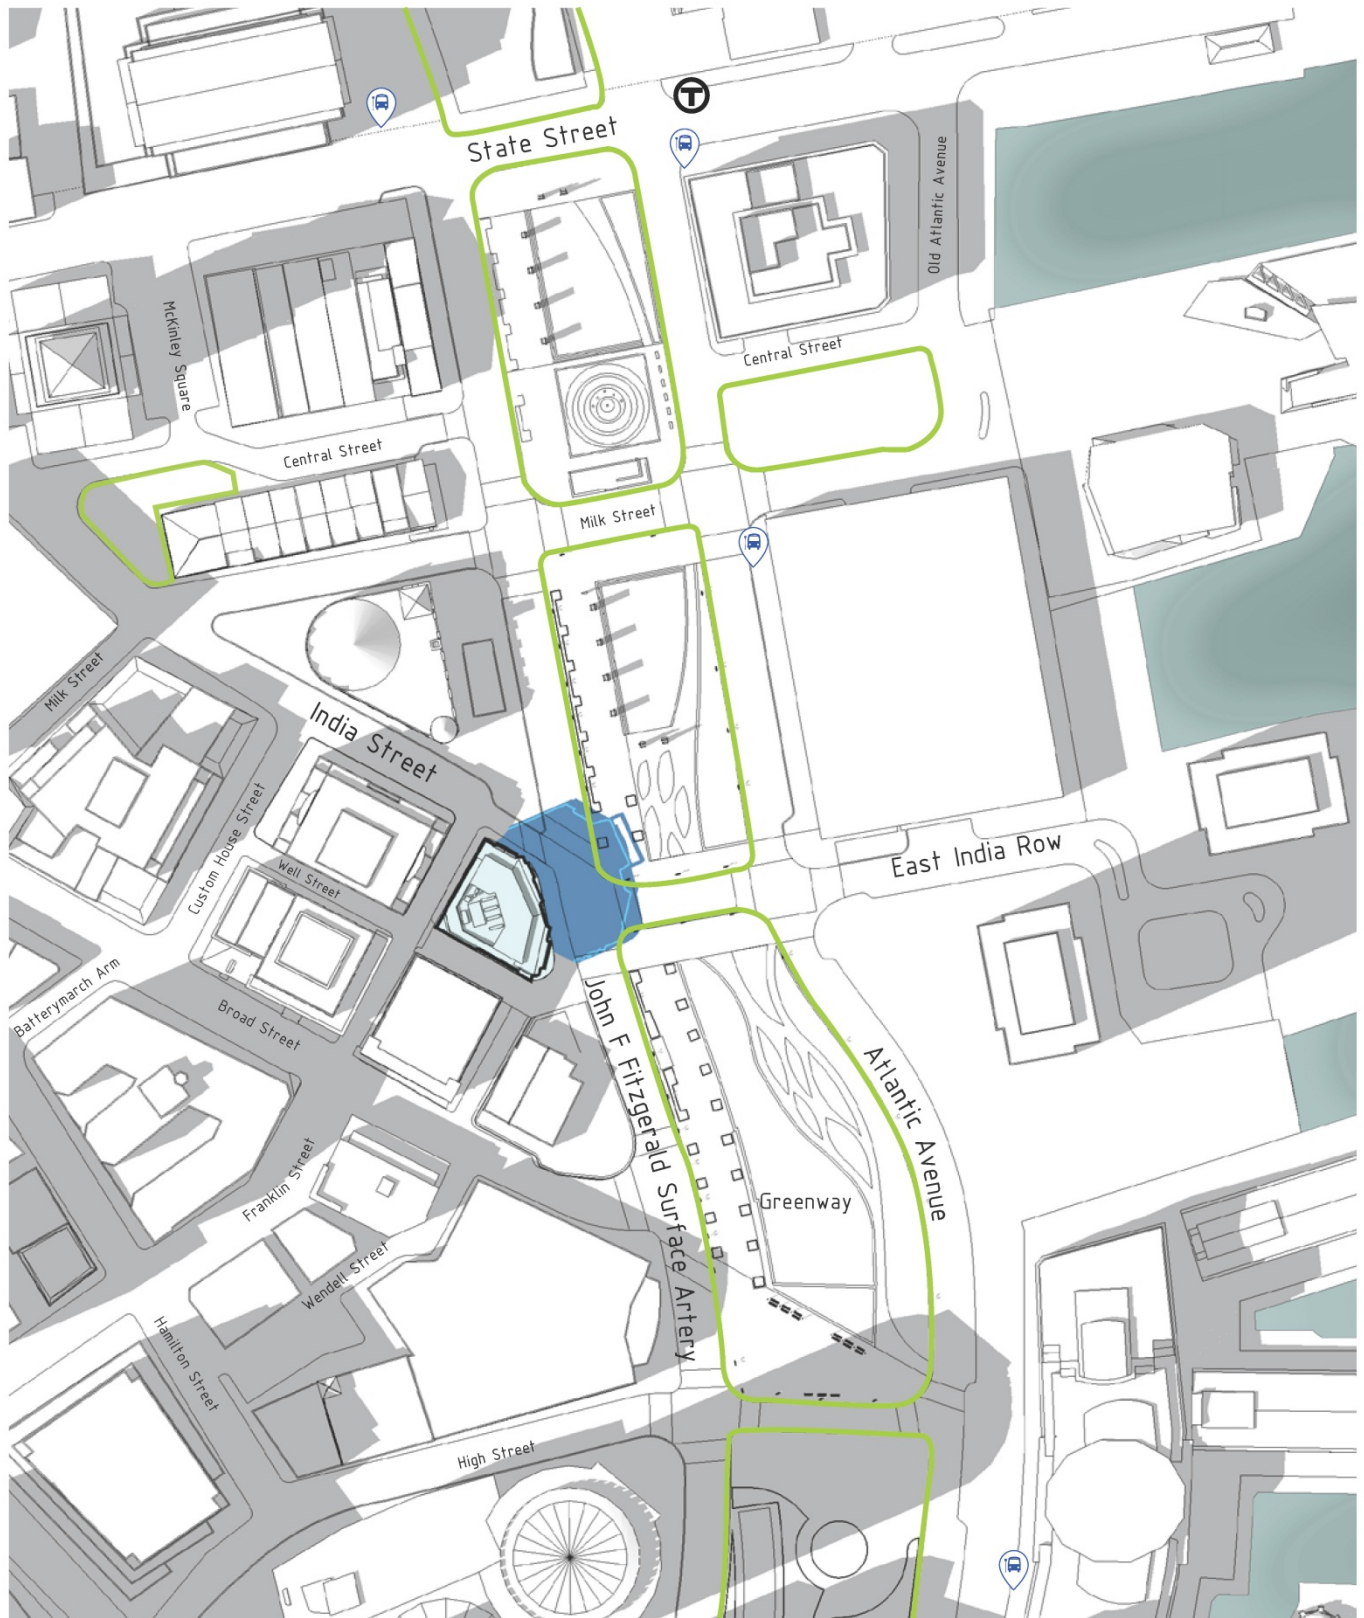 T
State Street
Old Atlantic Avenue
McKinley Square
Central Street
Central Street
Milk Street
Milk Street
India Street
Custom House Street
Well Street
East India Row
Batterymarch Arm
Broad Street
John F Fitzgerald Surface Artery
Atlantic Avenue
Franklin Street
Greenway
Wendell Street
Hamilton Street
High Street